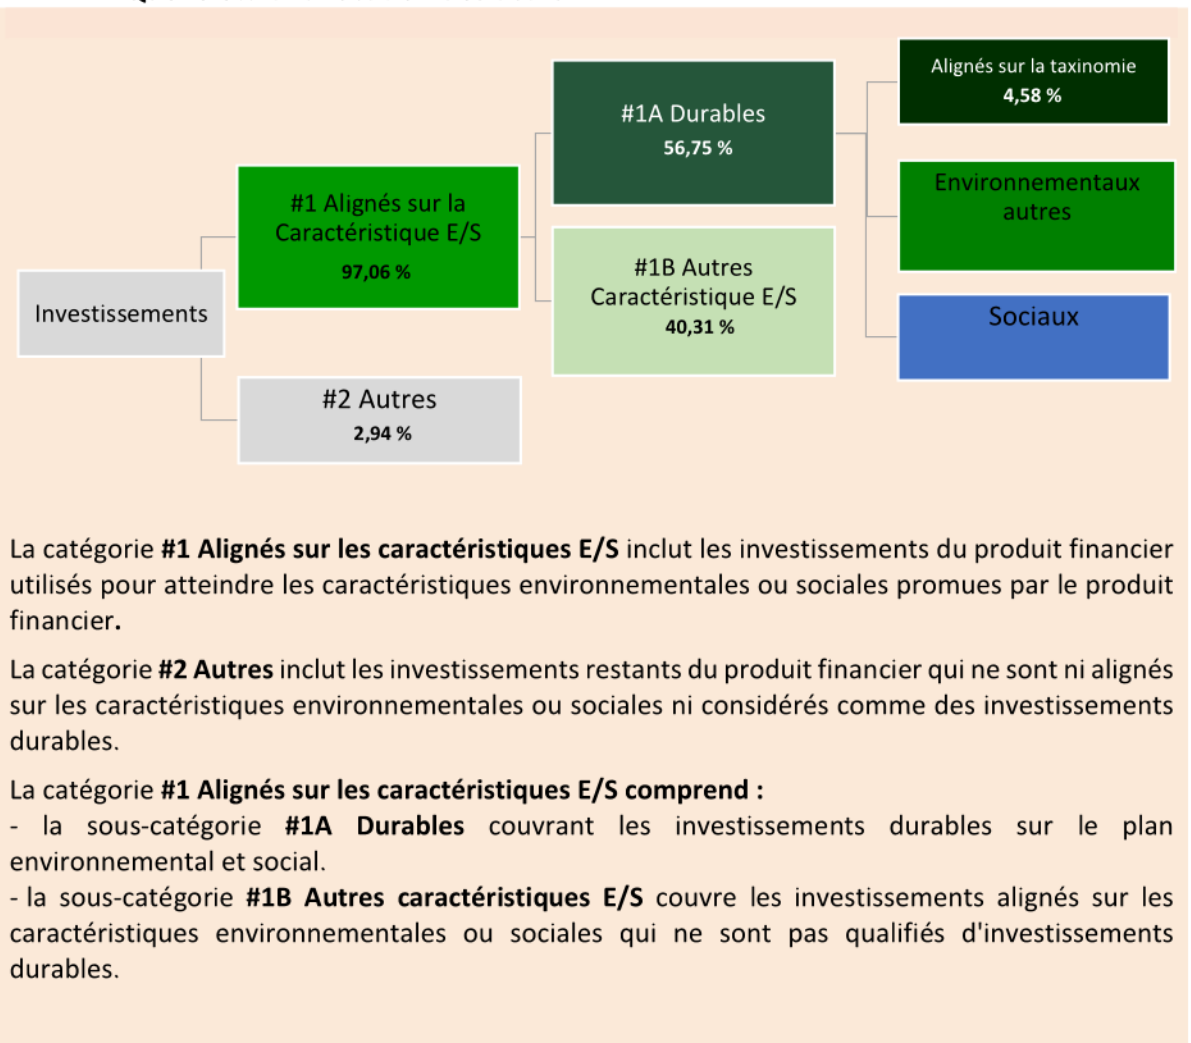 Alignés sur la taxinomie
4,58 %
#1A Durables
56,75 %
Environnementaux
autres
#1 Alignés sur la
Caractéristique E/S
97,06 %
#1B Autres
Caractéristique E/S
40,31 %
Investissements
Sociaux
#2 Autres
2,94 %
La catégorie #1 Alignés sur les caractéristiques E/S inclut les investissements du produit financier
utilisés pour atteindre les caractéristiques environnementales ou sociales promues par le produit
financier.
La catégorie #2 Autres inclut les investissements restants du produit financier qui ne sont ni alignés
sur les caractéristiques environnementales ou sociales ni considérés comme des investissements
durables.
La catégorie #1 Alignés sur les caractéristiques E/S comprend :
- la sous-catégorie #1A Durables couvrant les investissements durables sur le plan
environnemental et social.
- la sous-catégorie #1B Autres caractéristiques E/S couvre les investissements alignés sur les
caractéristiques environnementales ou sociales qui ne sont pas qualifiés d'investissements
durables.